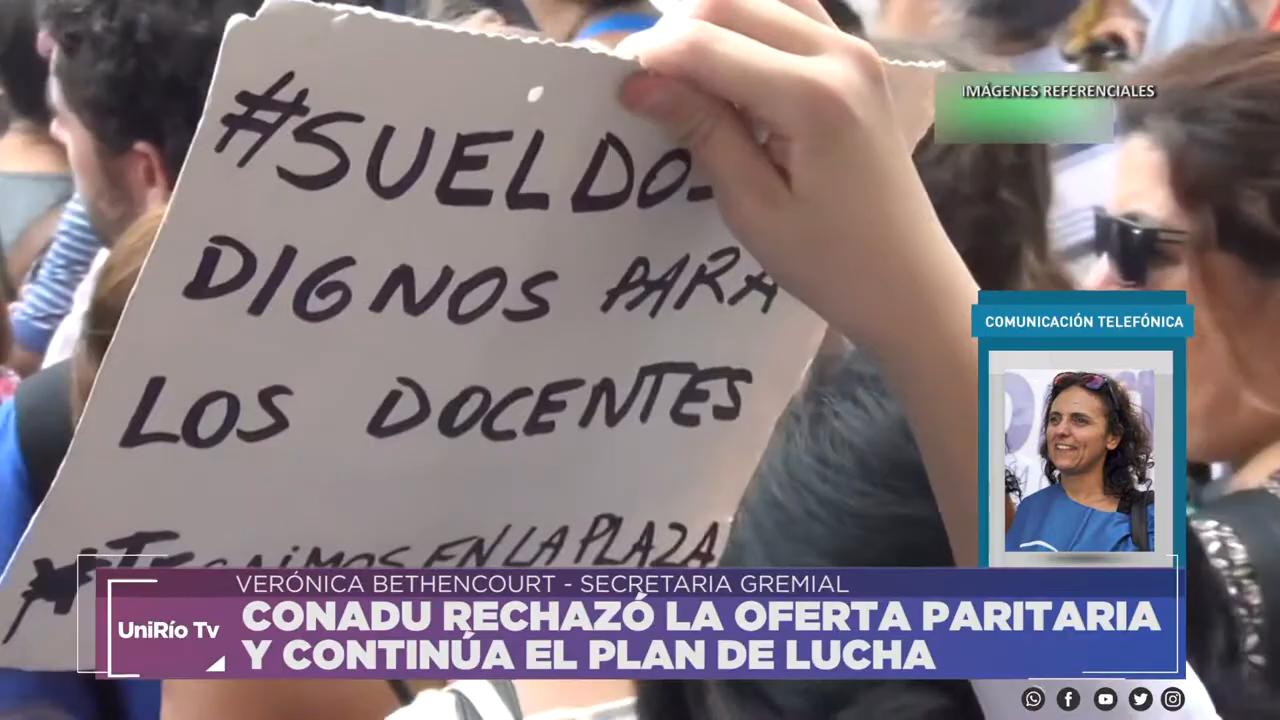 #SUELDOS
DIGNOS PARA
LOS DOCENTES
EN LA PLAZA
IMÁGENES REFERENCIALES
COMUNICACIÓN TELEFÓNICA
VERÓNICA BETHENCOURT - SECRETARIA GREMIAL
UniRío Tv
CONADU RECHAZÓ LA OFERTA PARITARIA
Y CONTINÚA EL PLAN DE LUCHA